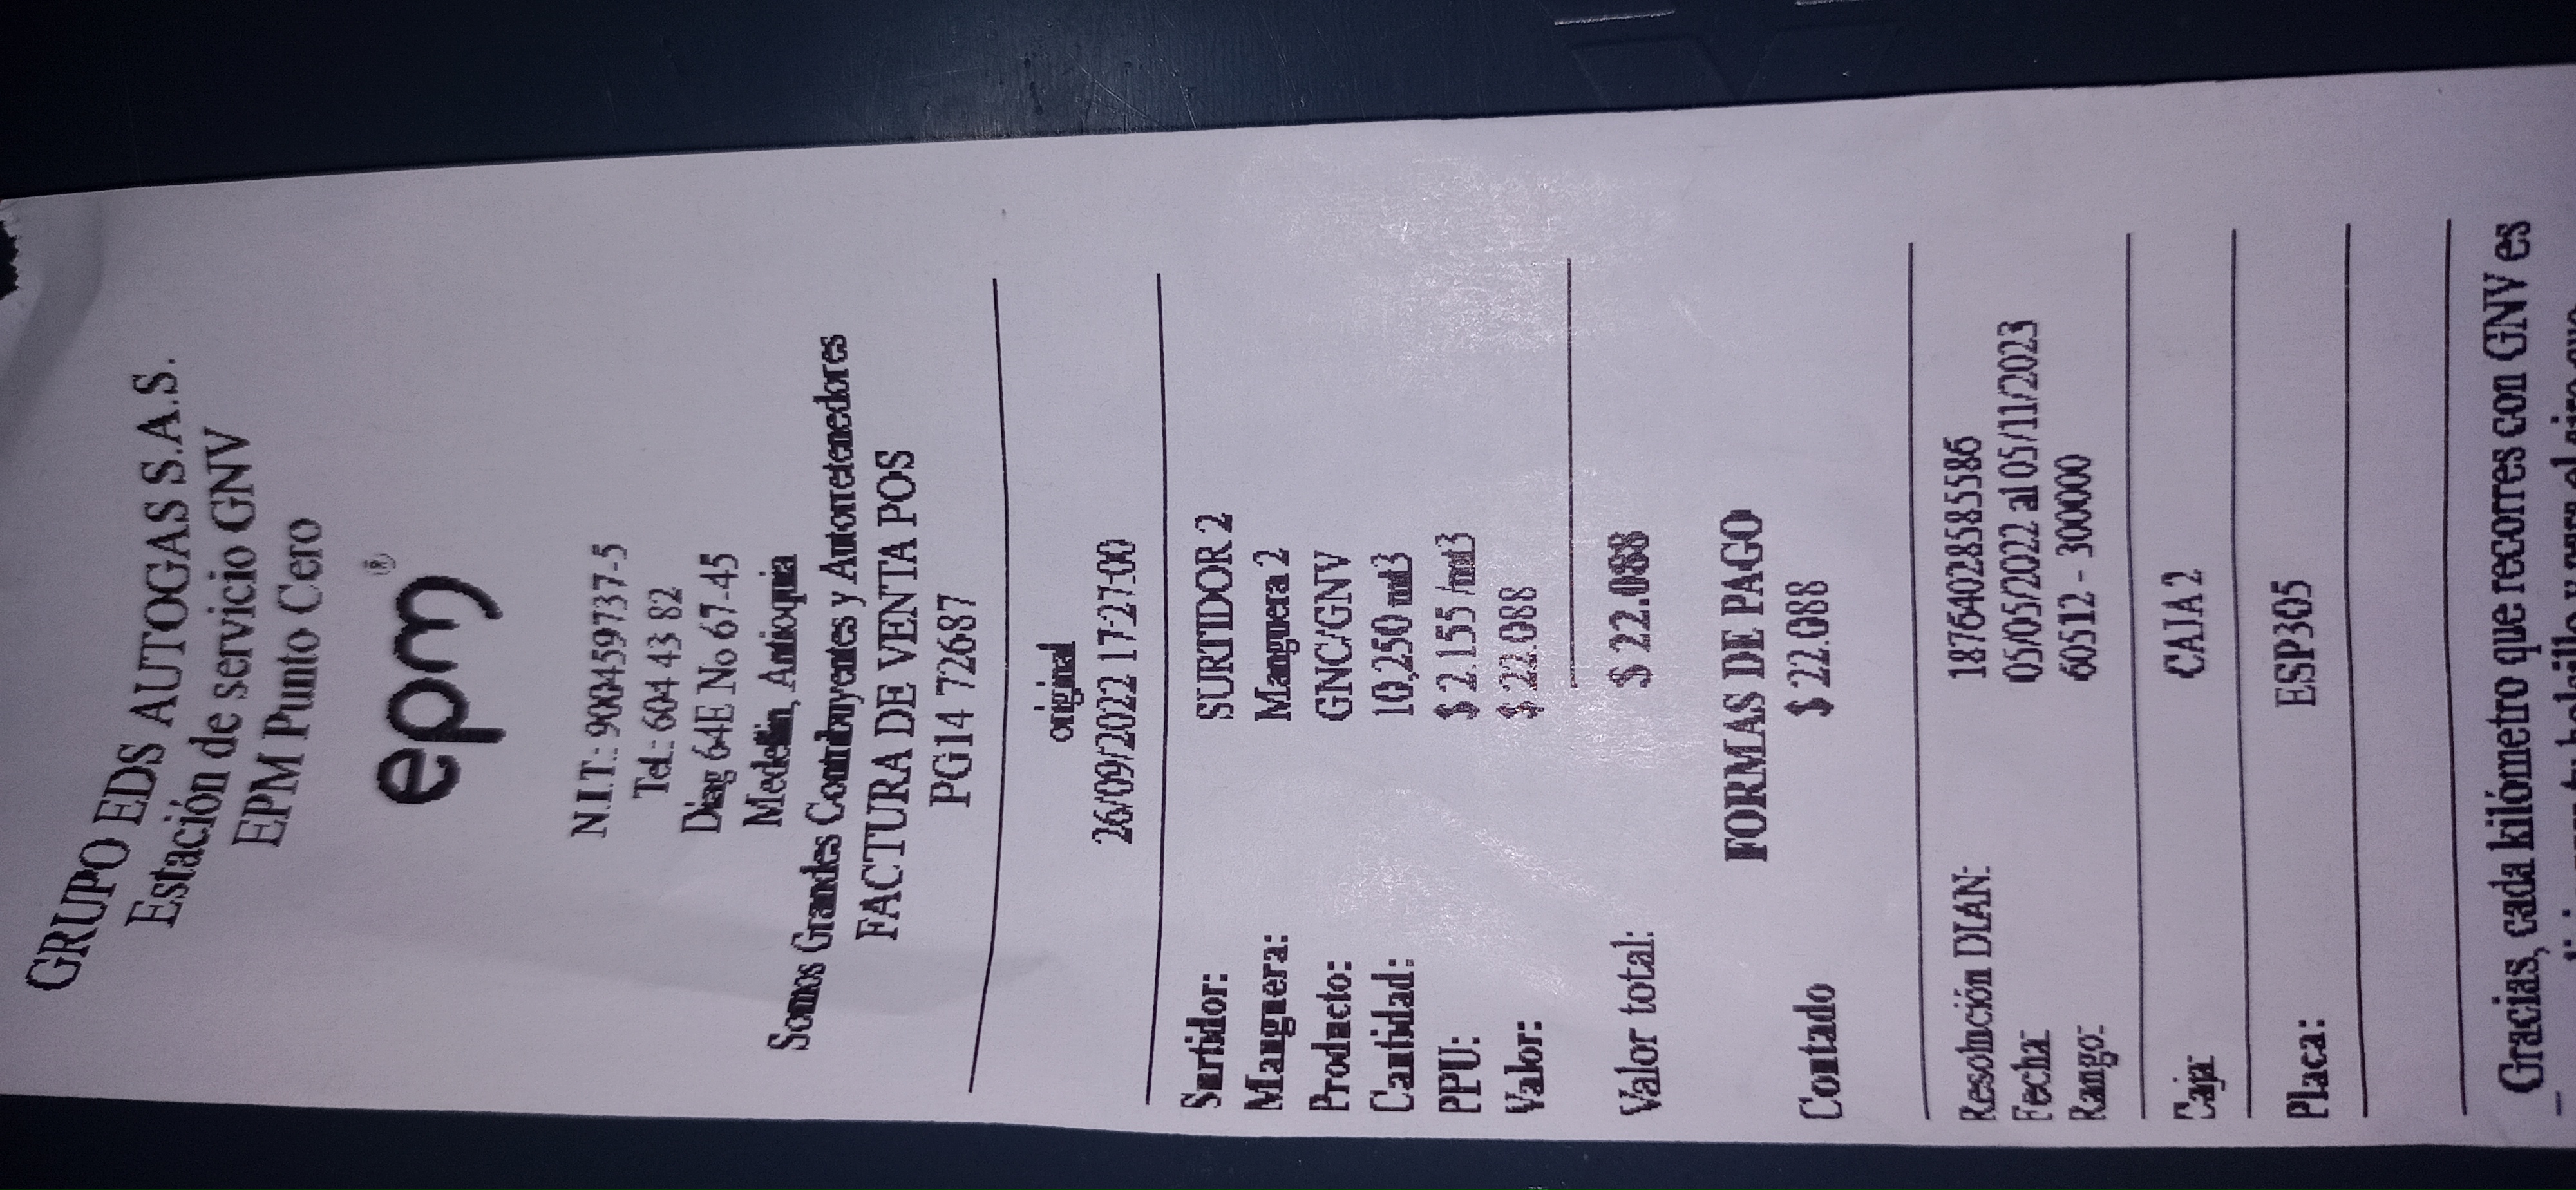 GRUPO EDS AUTOGAS S.A.S.
Estación de servicio GNV
EPM Punto Cero
epm®
N.I.T.: 900459737-5
Tel.: 604 43 82
Diag 64E No 67-45
Medellín, Antioquia
Somos Grandes Contribuyentes y Autorretenedores
FACTURA DE VENTA POS
PG14 72687
original
26/09/2022 17:27:00
Surtidor: SURTIDOR 2
Manguera: Manguera 2
Producto: GNC/GNV
Cantidad: 10,250 mt3
PPU: $ 2.155 /mt3
Valor: $ 22.088
Valor total: $ 22.088
FORMAS DE PAGO
Contado $ 22.088
Resolución DIAN: 18764028585586
Fecha: 05/05/2022 al 05/11/2023
Rango: 60512 - 300000
Caja: CAJA 2
Placa: ESP305
Gracias, cada kilómetro que recorres con GNV es